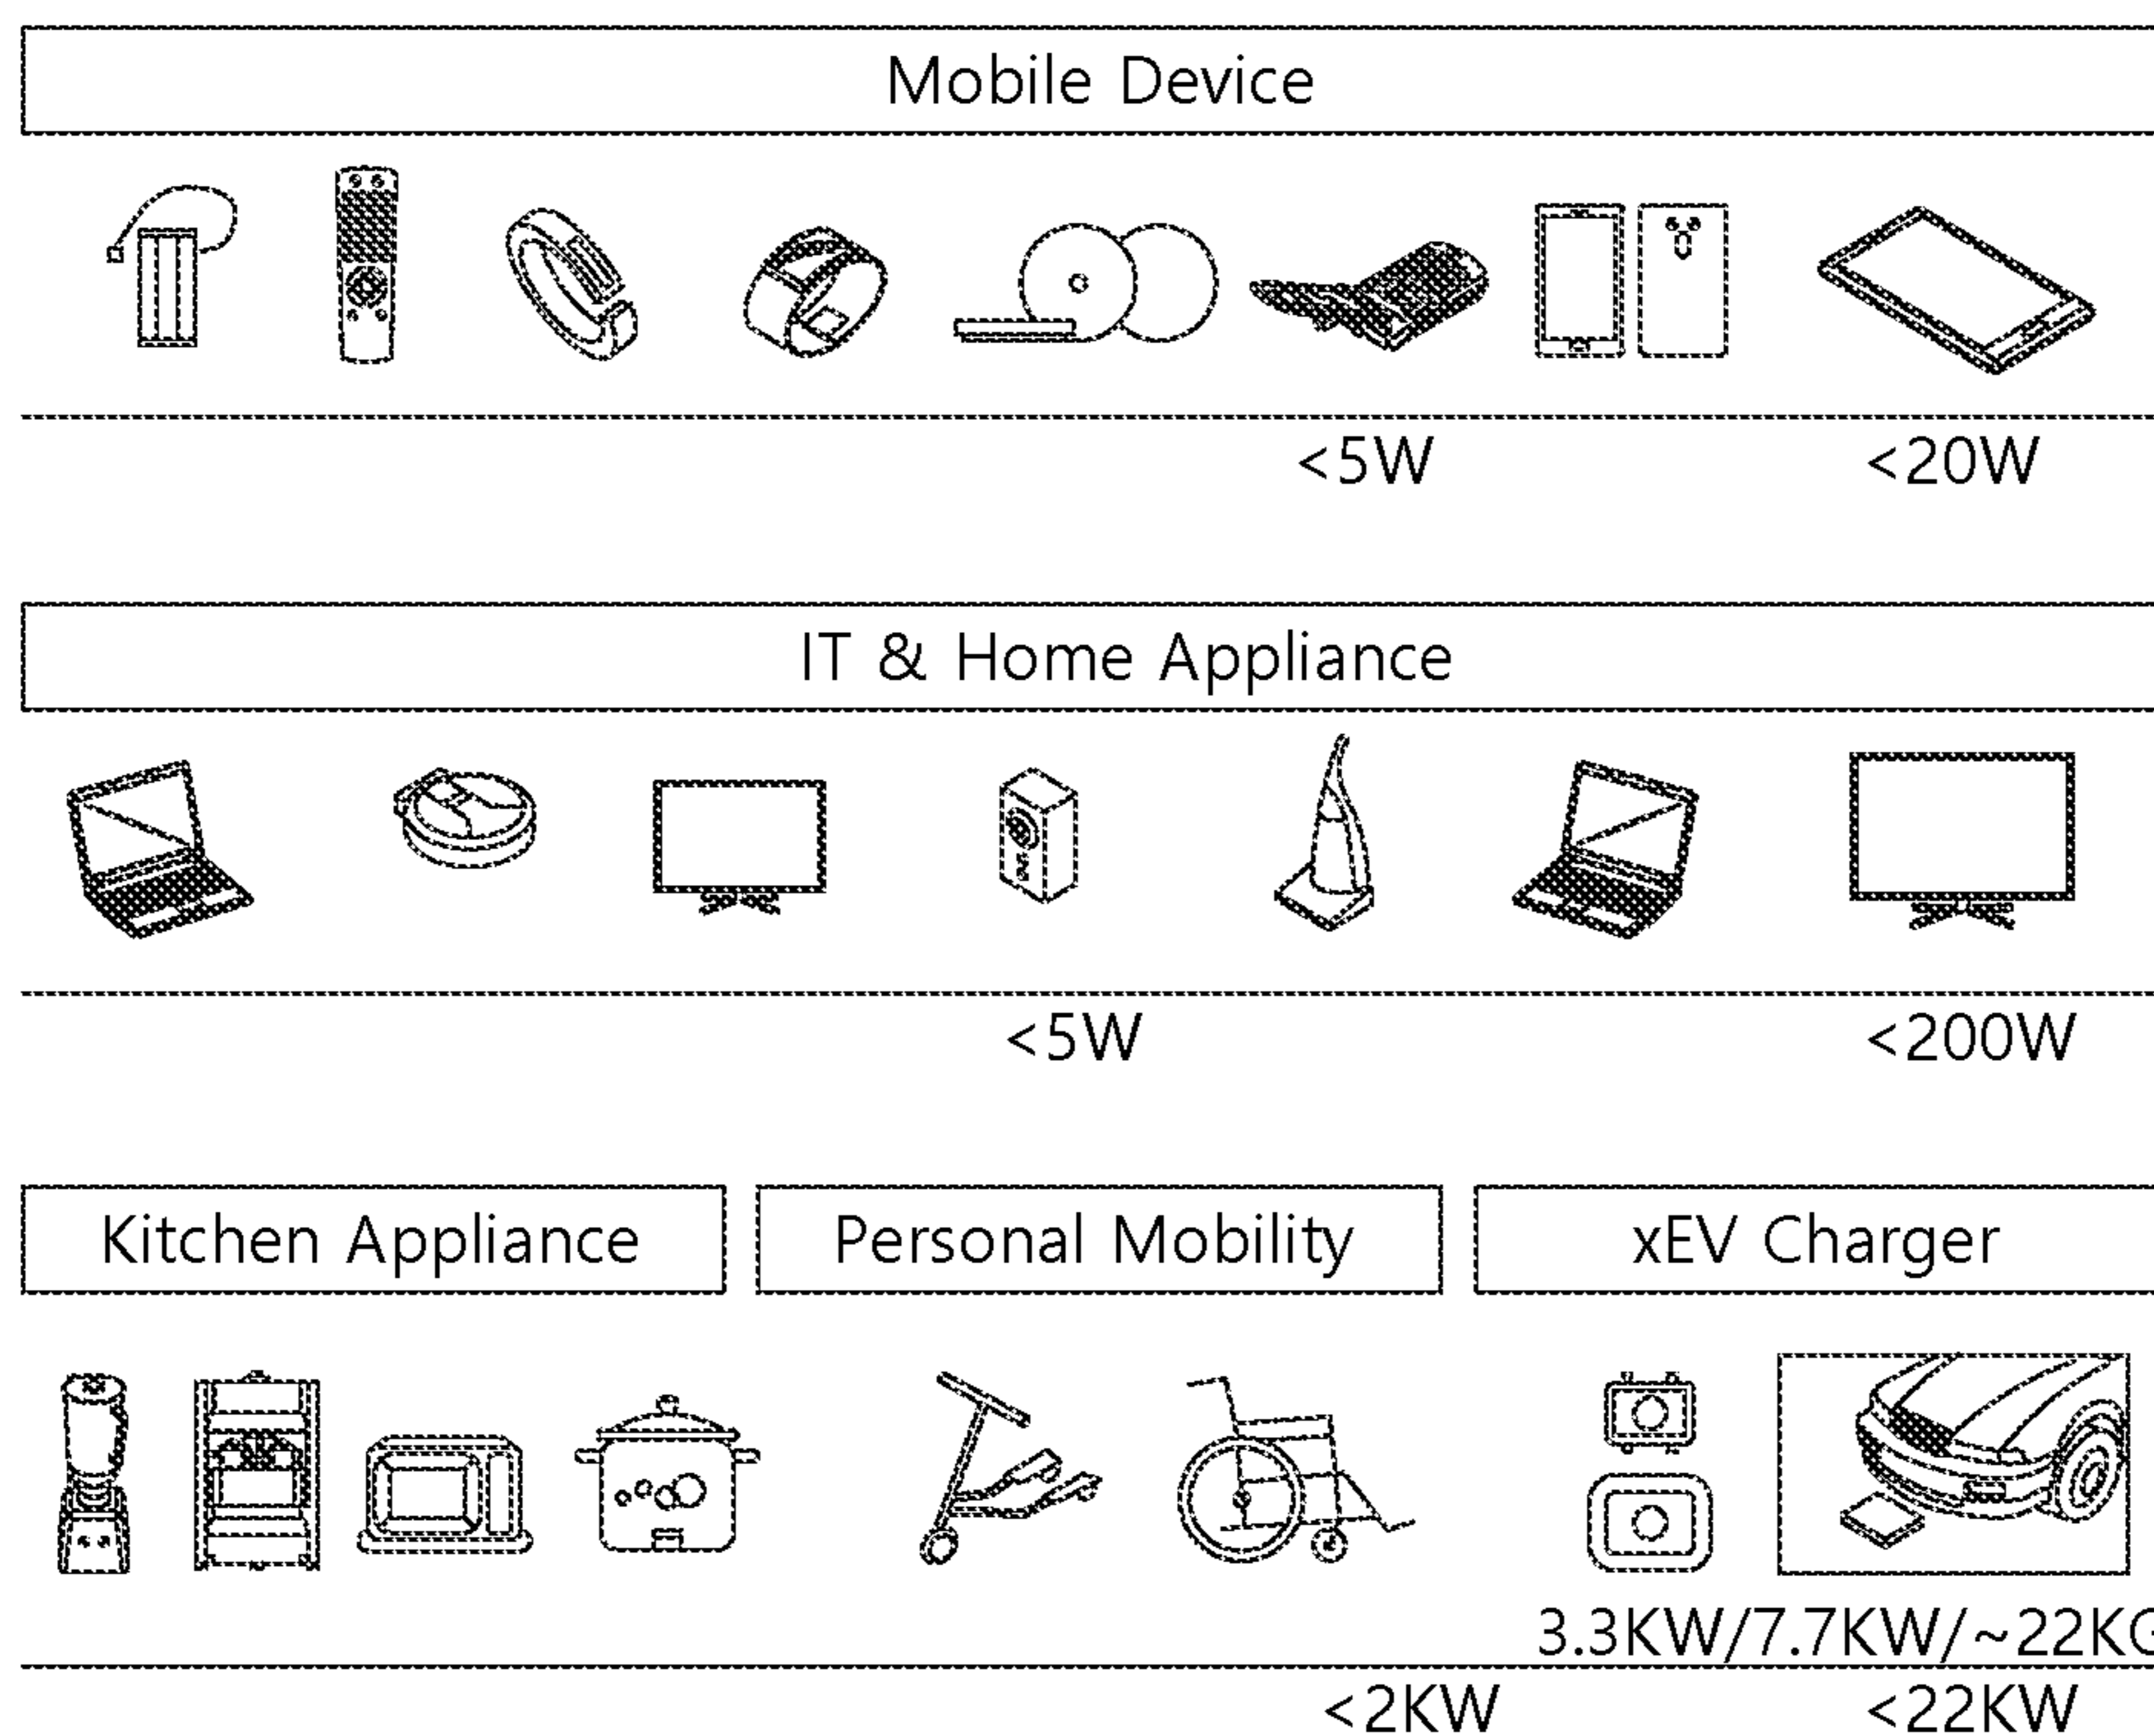 Mobile Device
<5W <20W
IT & Home Appliance
<5W <200W
Kitchen Appliance Personal Mobility xEV Charger
3.3KW/7.7KW/~22KG
<2KW <22KW